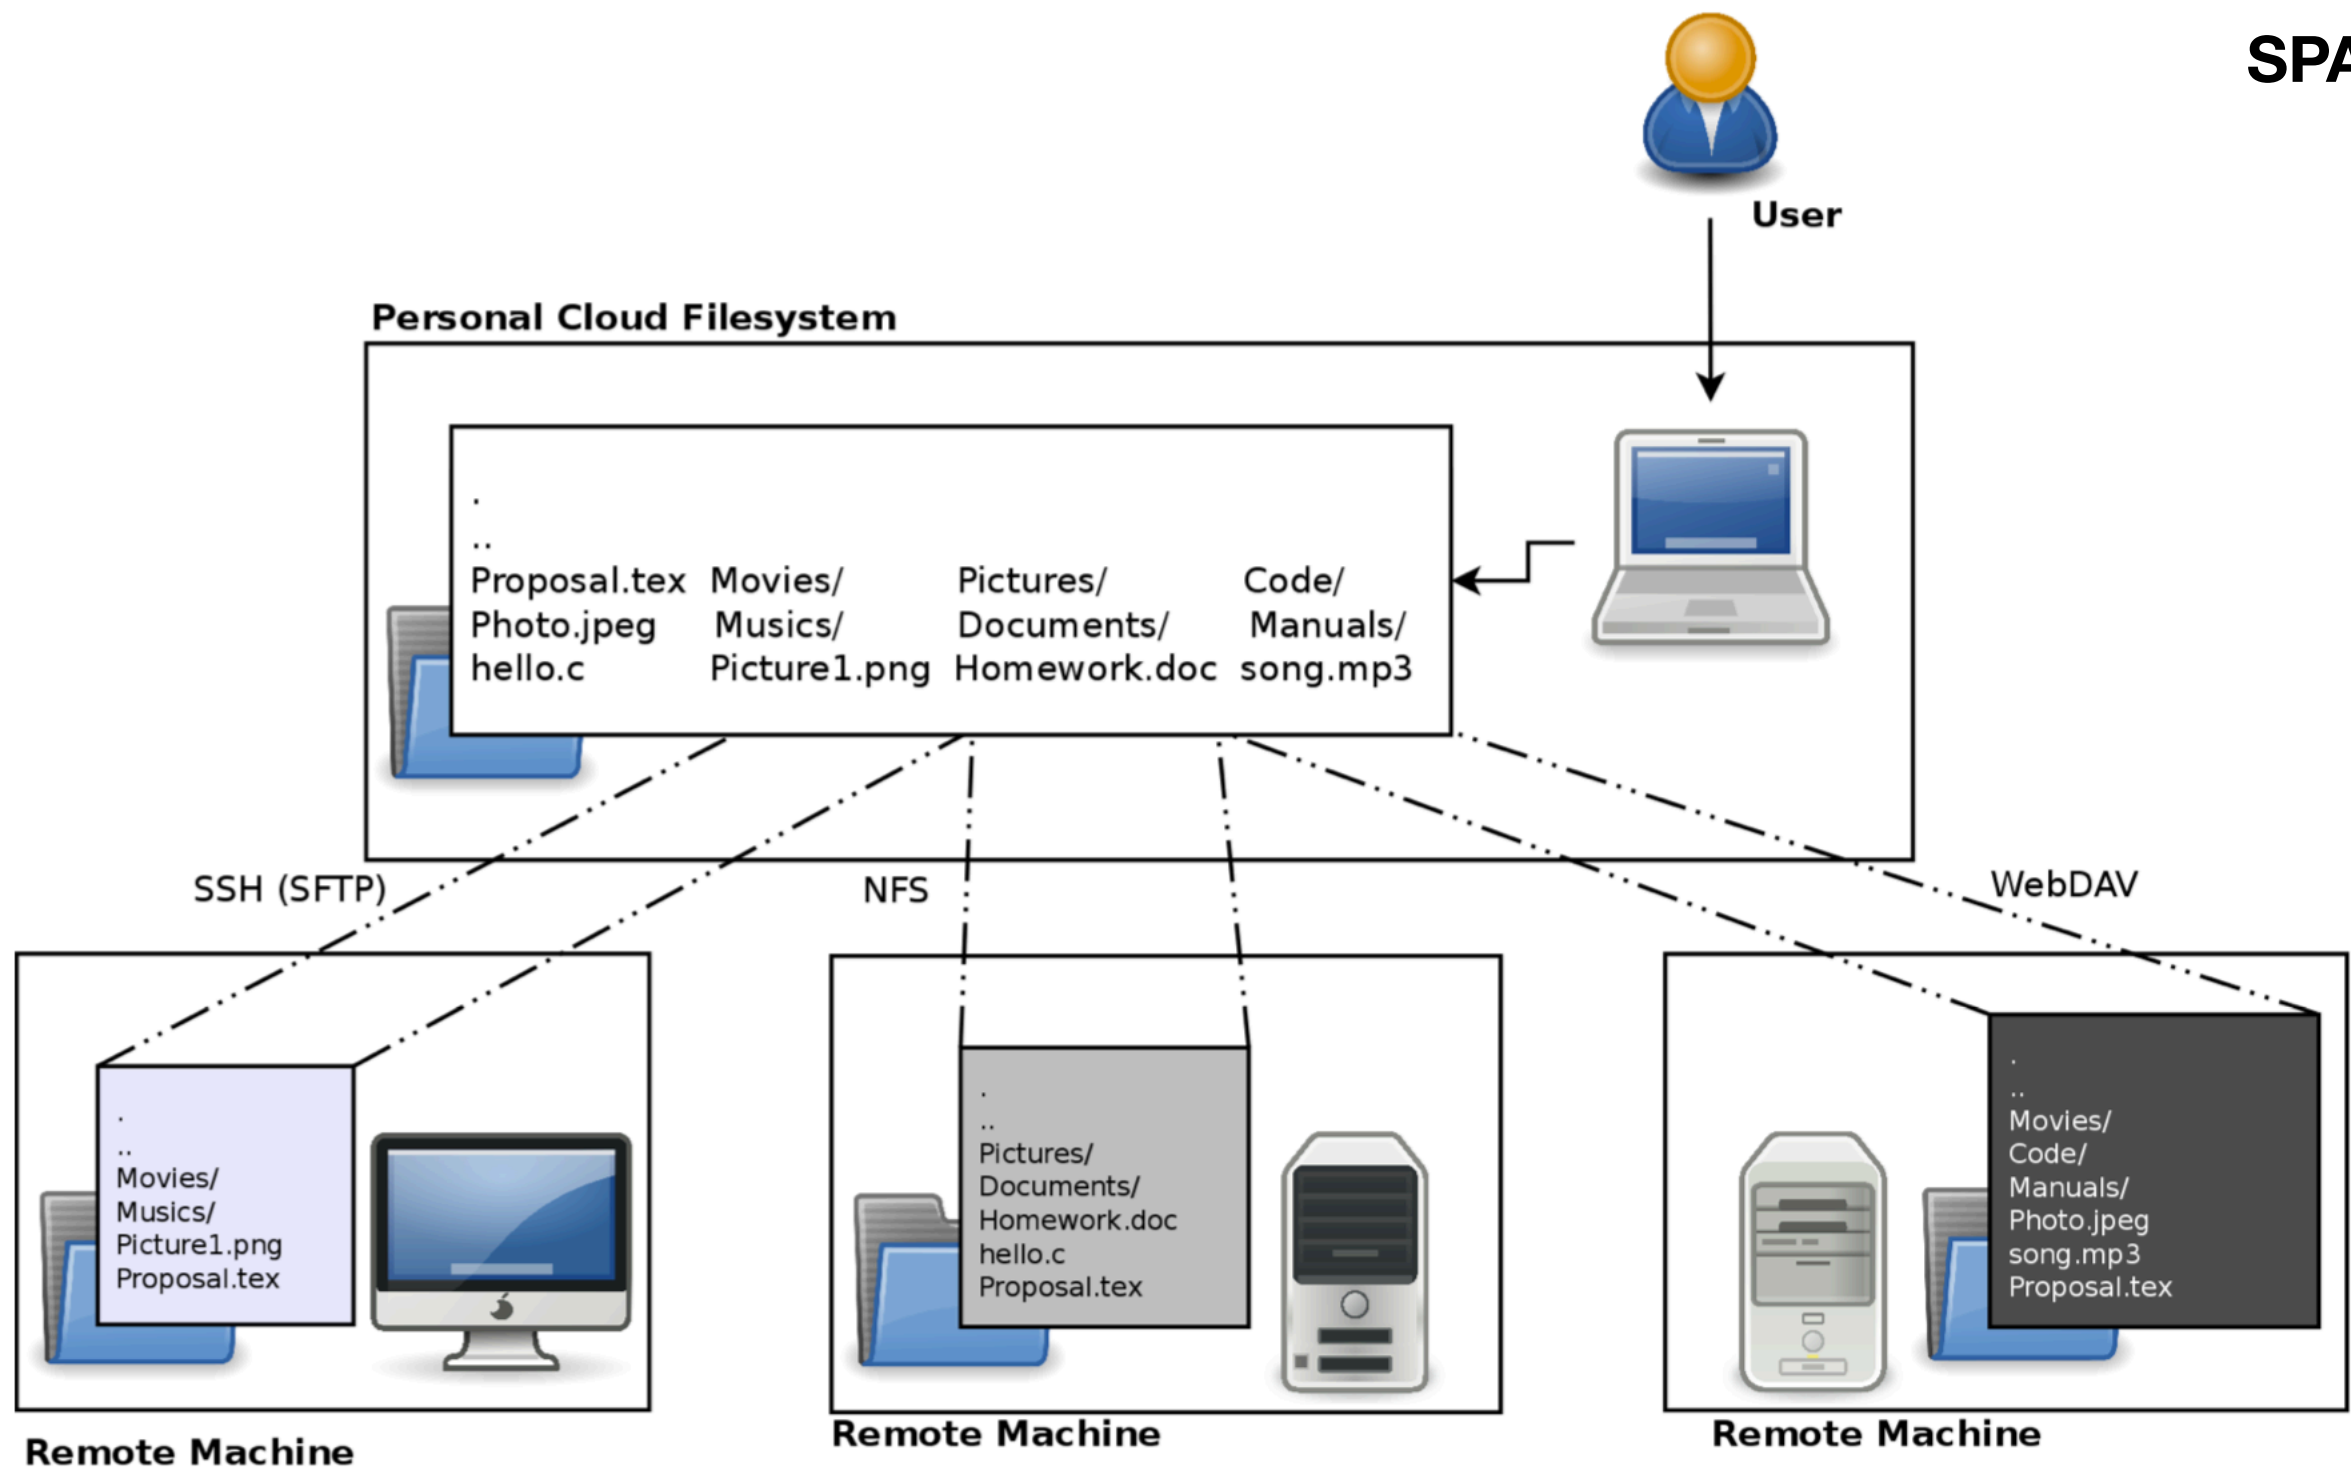 SPA
User
Personal Cloud Filesystem
.
..
Proposal.tex Movies/ Pictures/ Code/
Photo.jpeg Musics/ Documents/ Manuals/
hello.c Picture1.png Homework.doc song.mp3
SSH (SFTP)
NFS
WebDAV
.
..
Movies/
Musics/
Picture1.png
Proposal.tex
Remote Machine
.
..
Pictures/
Documents/
Homework.doc
hello.c
Proposal.tex
Remote Machine
.
..
Movies/
Code/
Manuals/
Photo.jpeg
song.mp3
Proposal.tex
Remote Machine